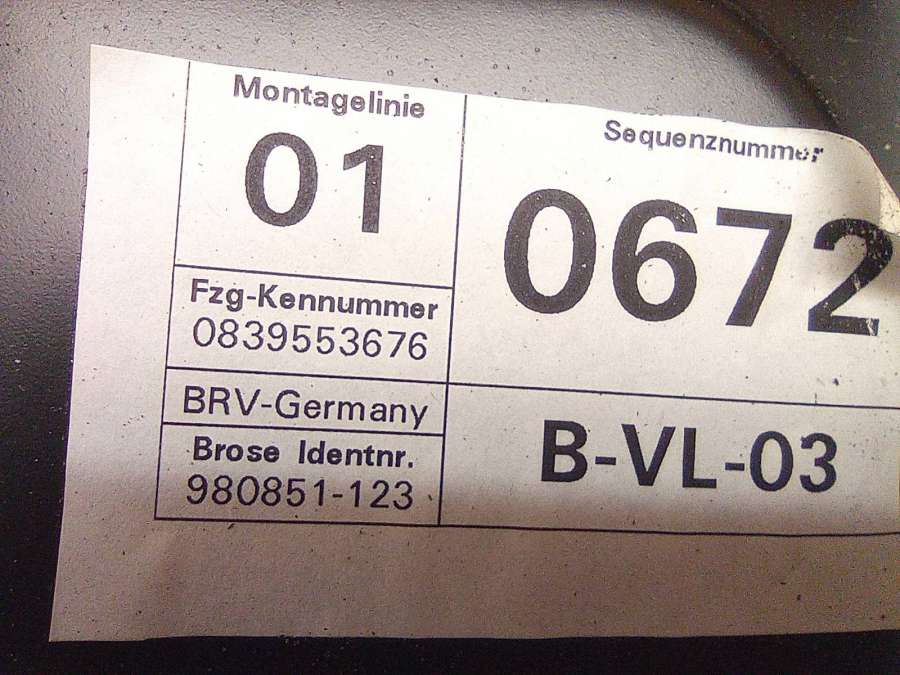 Montagelinie
01
Sequenznummer
0672
Fzg-Kennummer
0839553676
BRV-Germany
Brose Identnr.
980851-123
B-VL-03